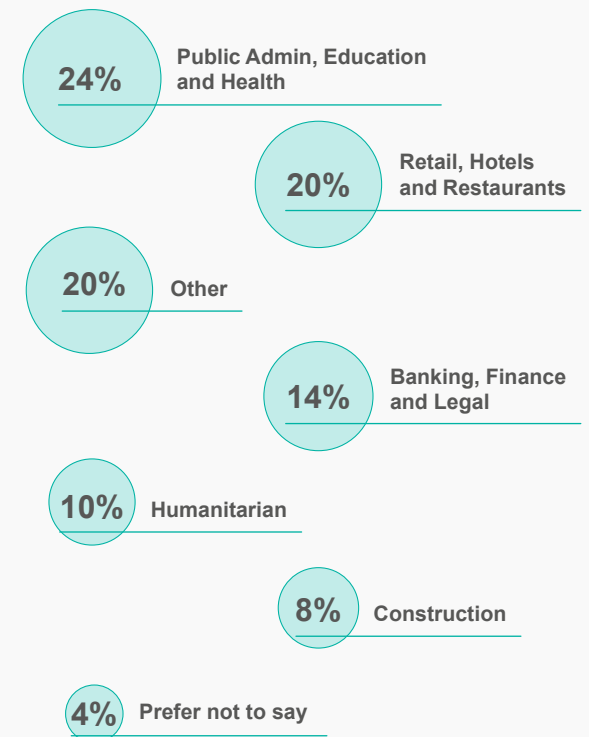 24%
Public Admin, Education
and Health
20%
Retail, Hotels
and Restaurants
20%
Other
14%
Banking, Finance
and Legal
10%
Humanitarian
8%
Construction
4%
Prefer not to say